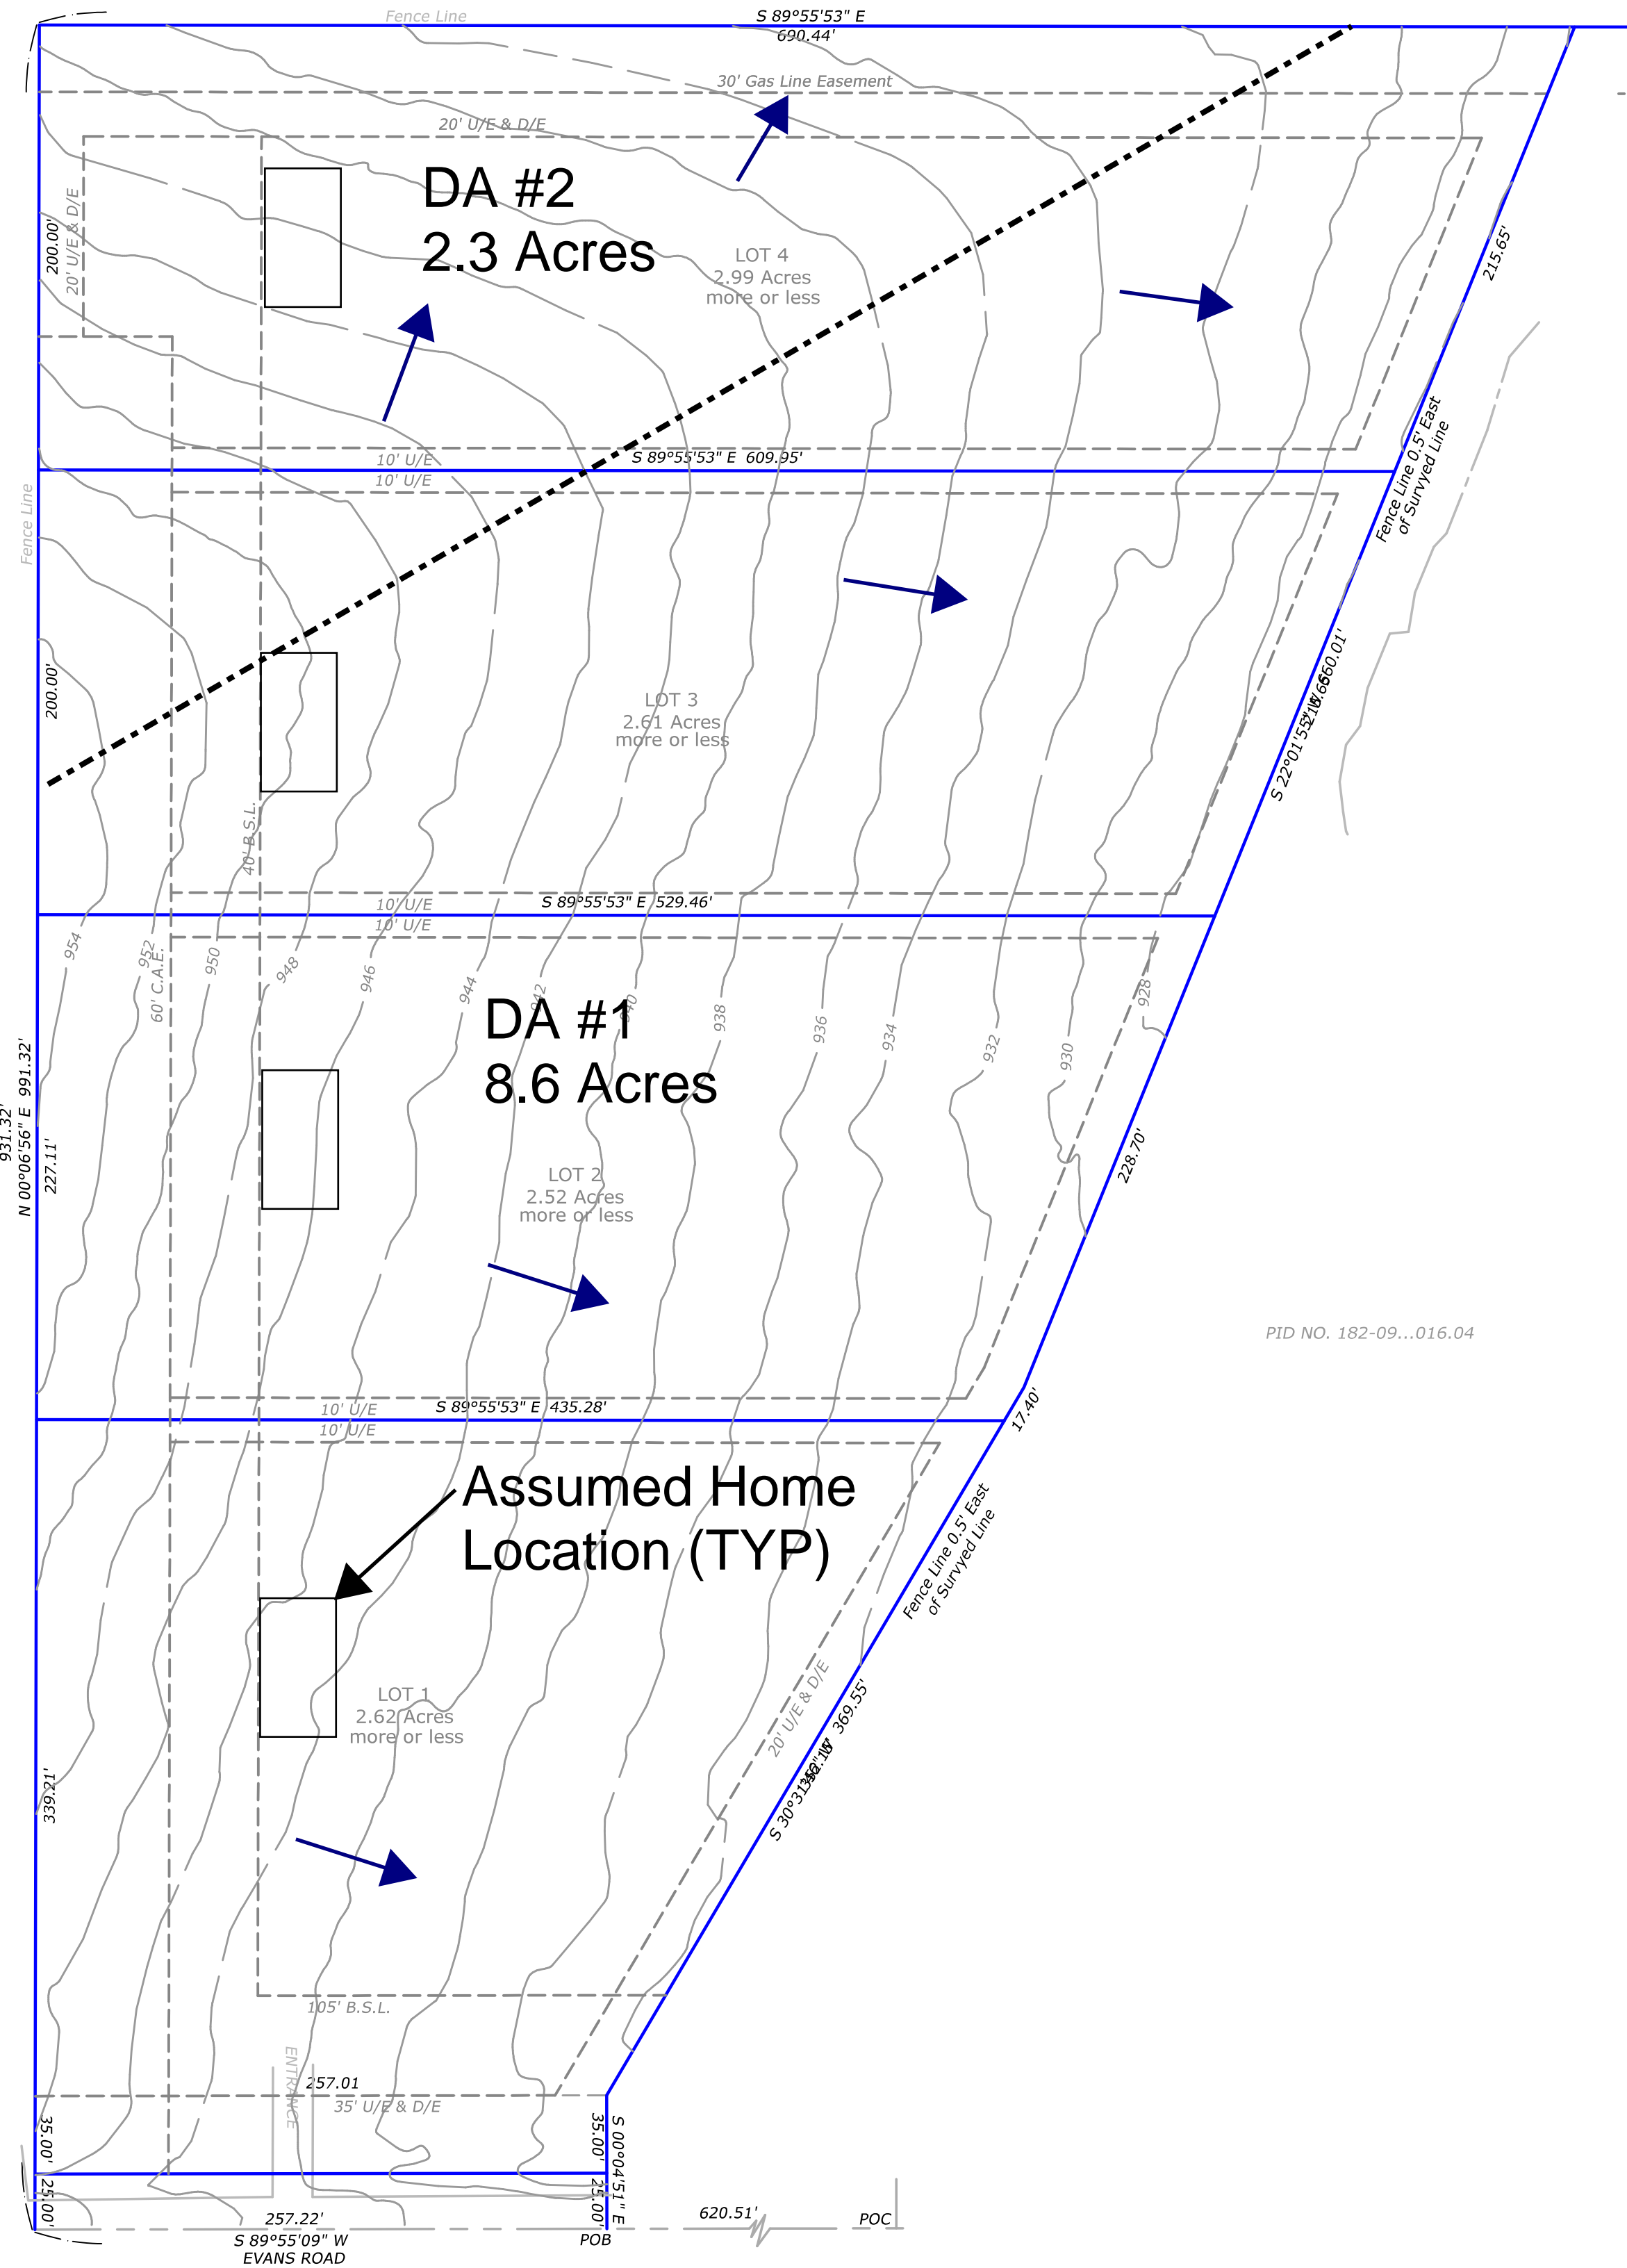 Fence Line
S 89°55'53" E
690.44'
30' Gas Line Easement
20' U/E & D/E
DA #2
2.3 Acres
20' U/E & D/E
200.00'
LOT 4
2.99 Acres
more or less
215.65'
10' U/E
S 89°55'53" E 609.95'
10' U/E
Fence Line 0.5' East
of Survyed Line
Fence Line
200.00'
LOT 3
2.61 Acres
more or less
S 22°01'55" W 660.01'
40' B.S.L.
10' U/E
S 89°55'53" E 529.46'
10' U/E
954
952
950
948
946
944
942
940
938
936
934
932
930
928
60' C.A.E.
DA #1
8.6 Acres
931.32'
N 00°06'56" E 991.32'
227.11'
LOT 2
2.52 Acres
more or less
228.70'
PID NO. 182-09...016.04
10' U/E
S 89°55'53" E 435.28'
10' U/E
17.40'
Assumed Home
Location (TYP)
Fence Line 0.5' East
of Survyed Line
LOT 1
2.62 Acres
more or less
20' U/E & D/E
369.55'
339.21'
105' B.S.L.
ENTRANCE
257.01
35' U/E & D/E
35.00'
35.00'
S 00°04'51" E
25.00'
25.00'
257.22'
620.51'
POC
S 89°55'09" W
POB
EVANS ROAD